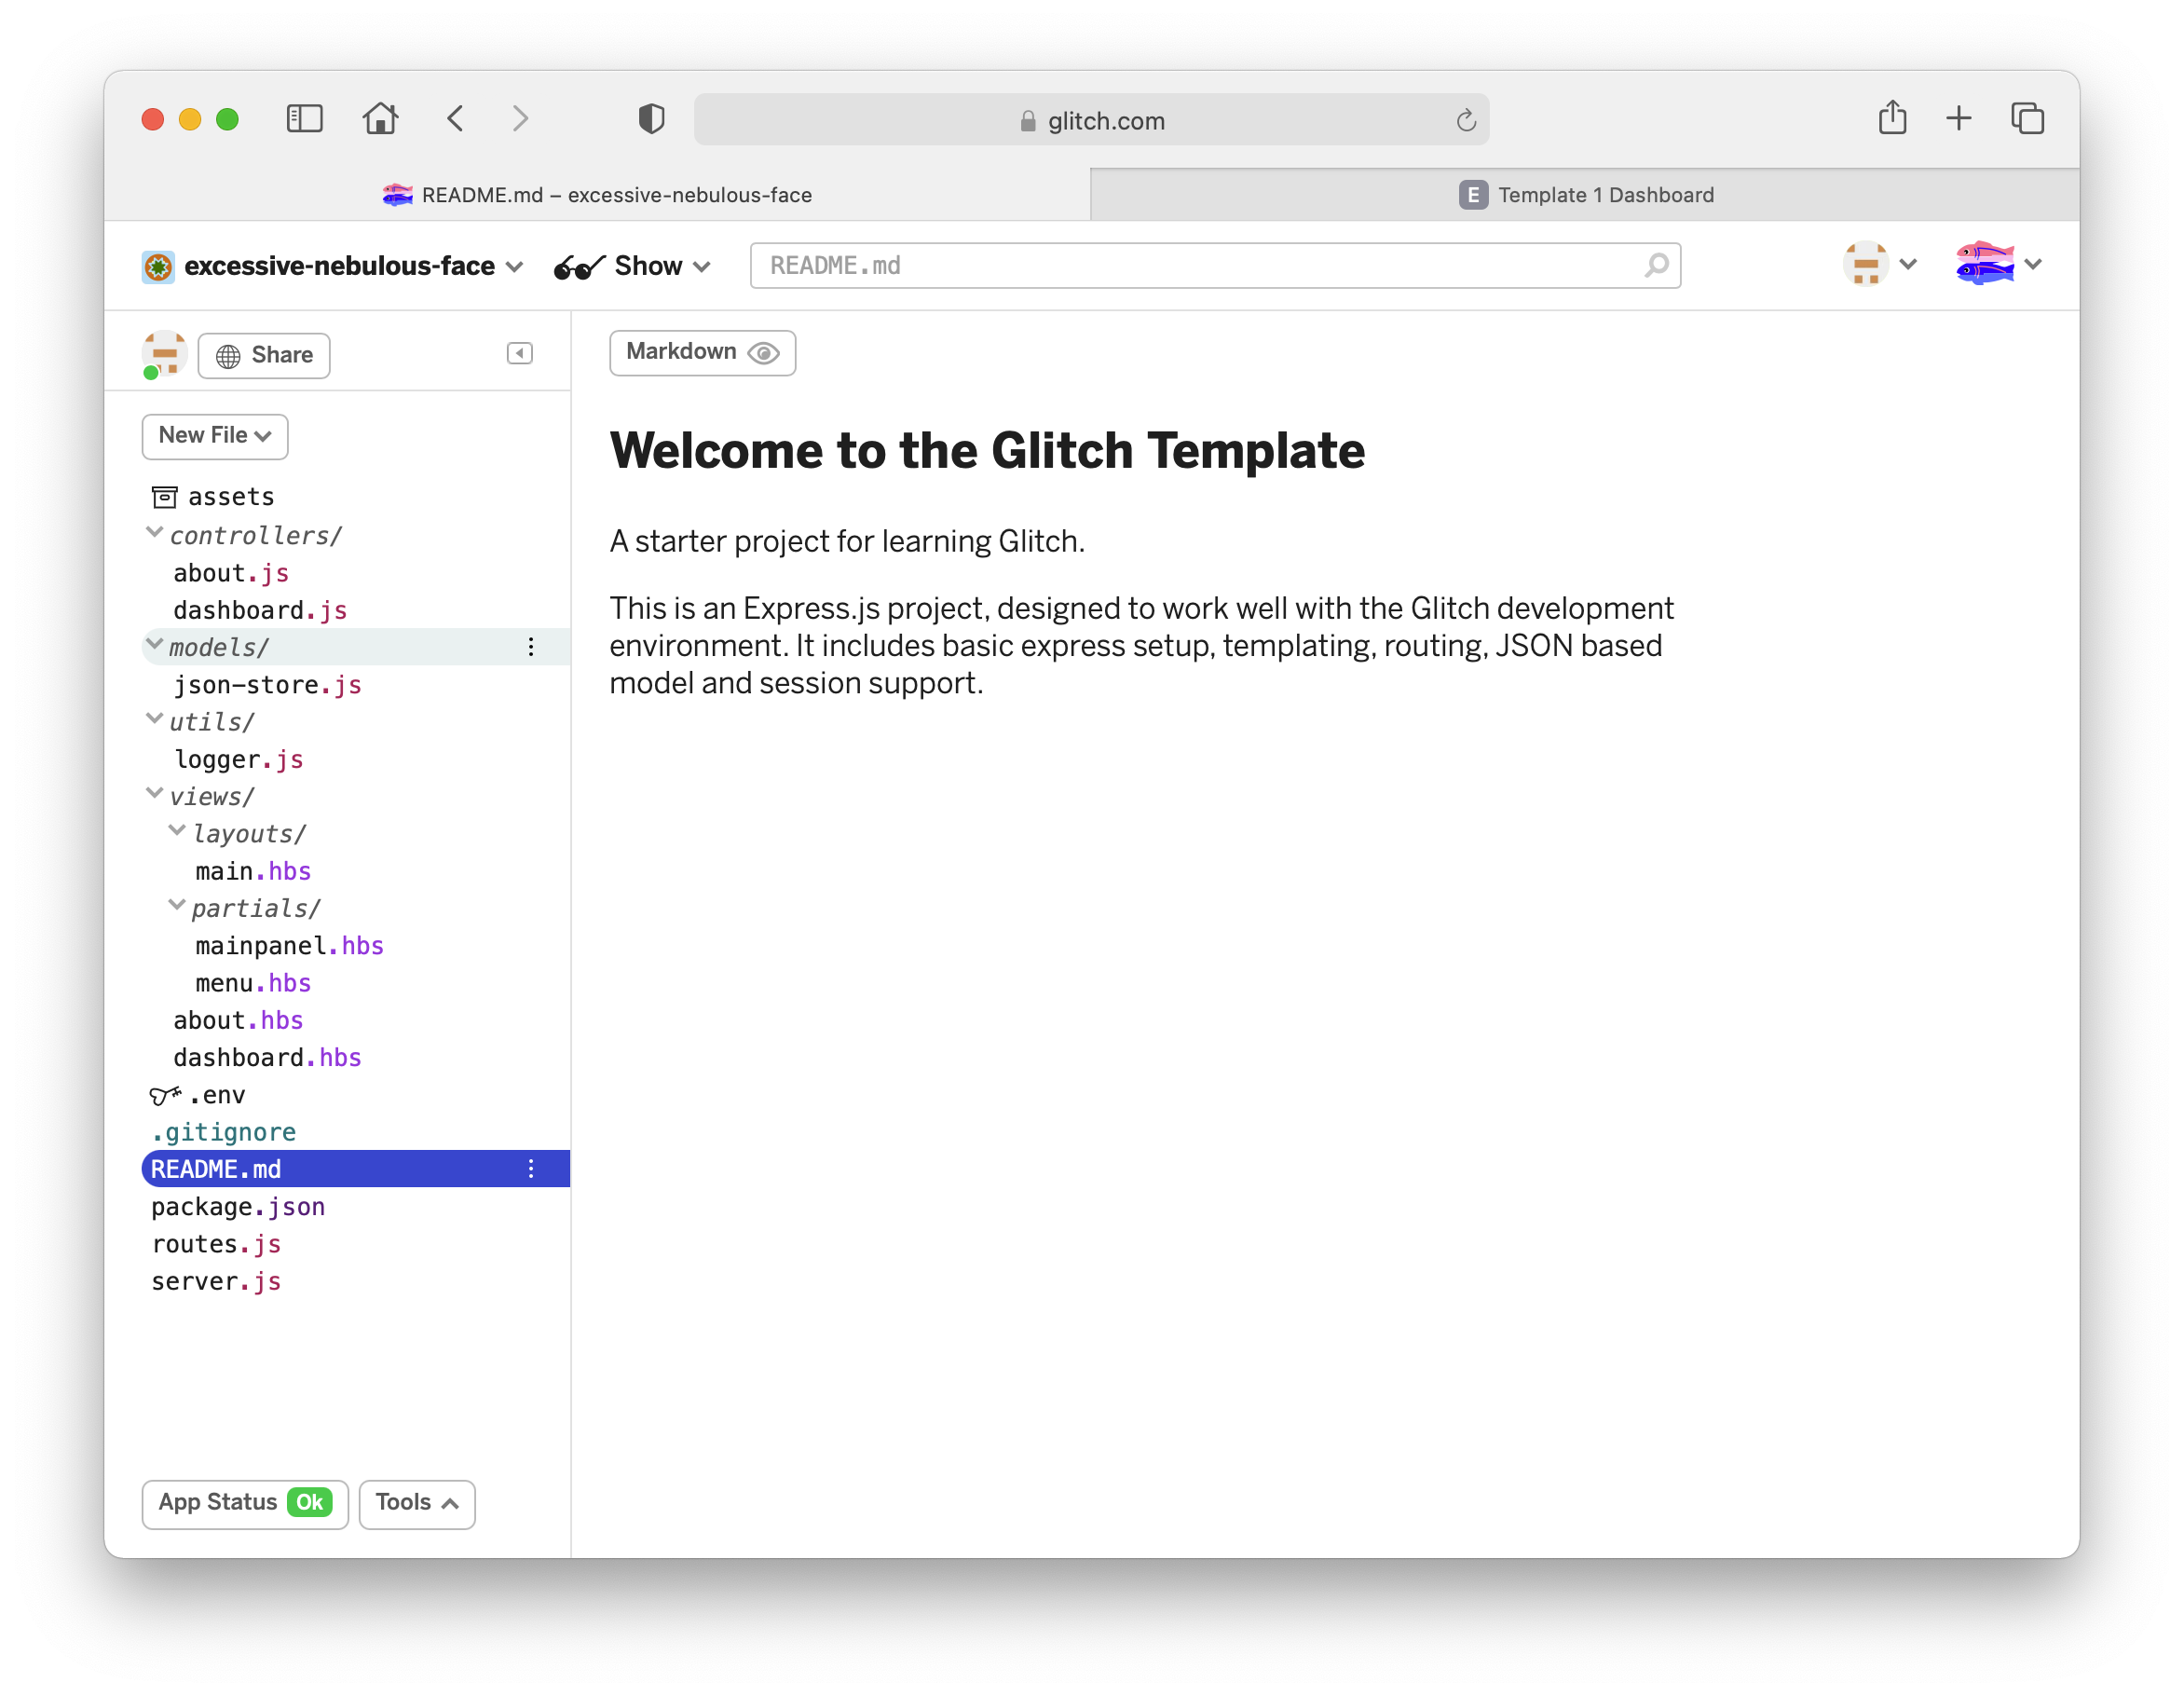 glitch.com
README.md – excessive-nebulous-face
E Template 1 Dashboard
excessive-nebulous-face Show README.md
Share
Markdown
New File
Welcome to the Glitch Template
A starter project for learning Glitch.
This is an Express.js project, designed to work well with the Glitch development
environment. It includes basic express setup, templating, routing, JSON based
model and session support.
assets
controllers/
about.js
dashboard.js
models/
json-store.js
utils/
logger.js
views/
layouts/
main.hbs
partials/
mainpanel.hbs
menu.hbs
about.hbs
dashboard.hbs
.env
.gitignore
README.md
package.json
routes.js
server.js
App Status Ok Tools